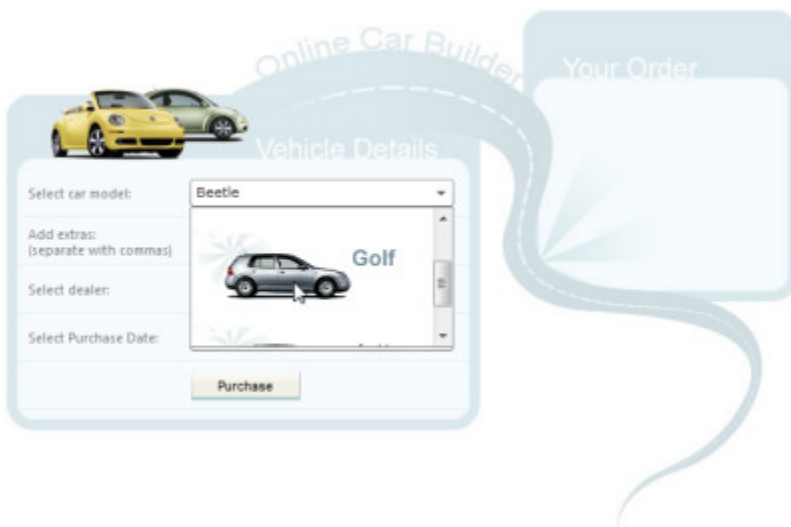 Online Car Builder
Your Order
Vehicle Details
Select car model:
Beetle
Add extras:
(separate with commas)
Golf
Select dealer:
Select Purchase Date:
Purchase